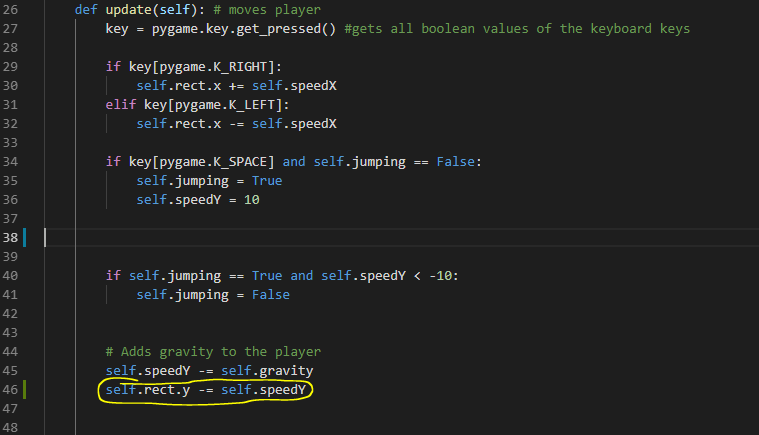 26 def update(self): # moves player
27 key = pygame.key.get_pressed() #gets all boolean values of the keyboard keys
28
29 if key[pygame.K_RIGHT]:
30 self.rect.x += self.speedX
31 elif key[pygame.K_LEFT]:
32 self.rect.x -= self.speedX
33
34 if key[pygame.K_SPACE] and self.jumping == False:
35 self.jumping = True
36 self.speedY = 10
37
38
39
40 if self.jumping == True and self.speedY < -10:
41 self.jumping = False
42
43
44 # Adds gravity to the player
45 self.speedY -= self.gravity
46 self.rect.y -= self.speedY
47
48